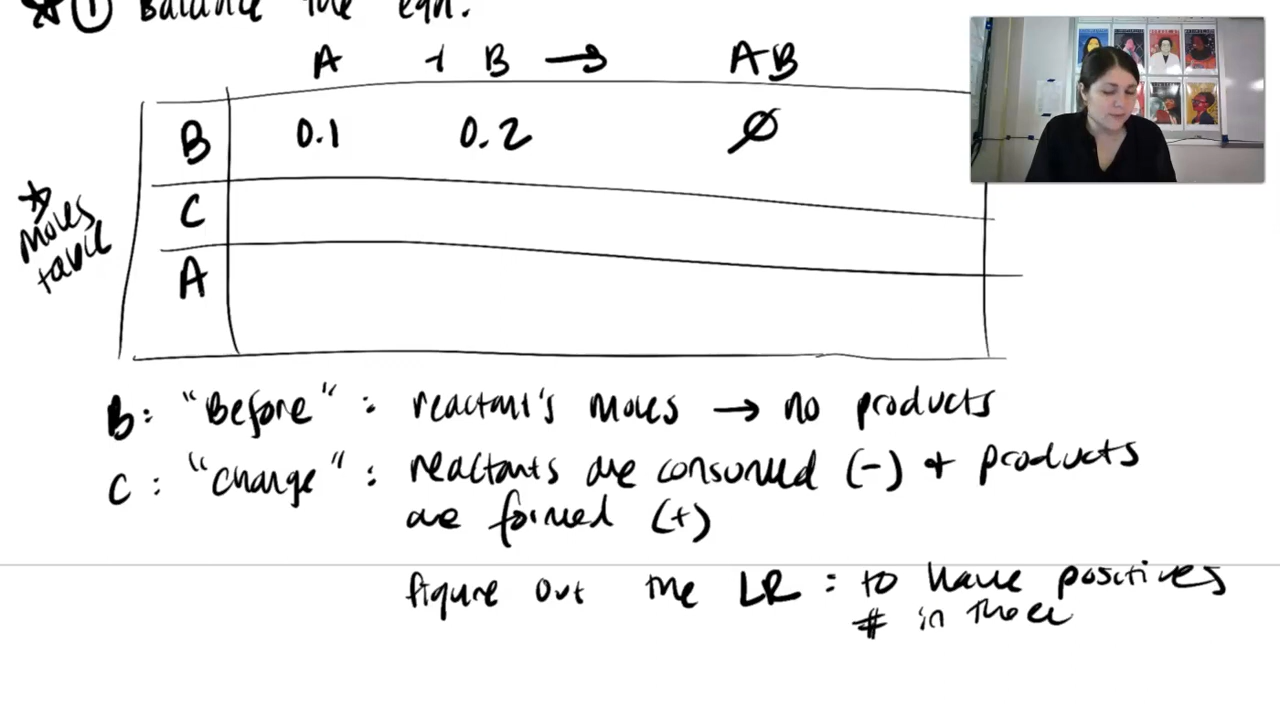 * ① Balance the eqn.
A + B → AB
B 0.1 0.2 ∅
C
A
* Moles table
B: "Before": reactant's moles → no products
C: "Change": reactants are consumed (-) + products
are formed (+)
figure out the LR: to have positives
# in the